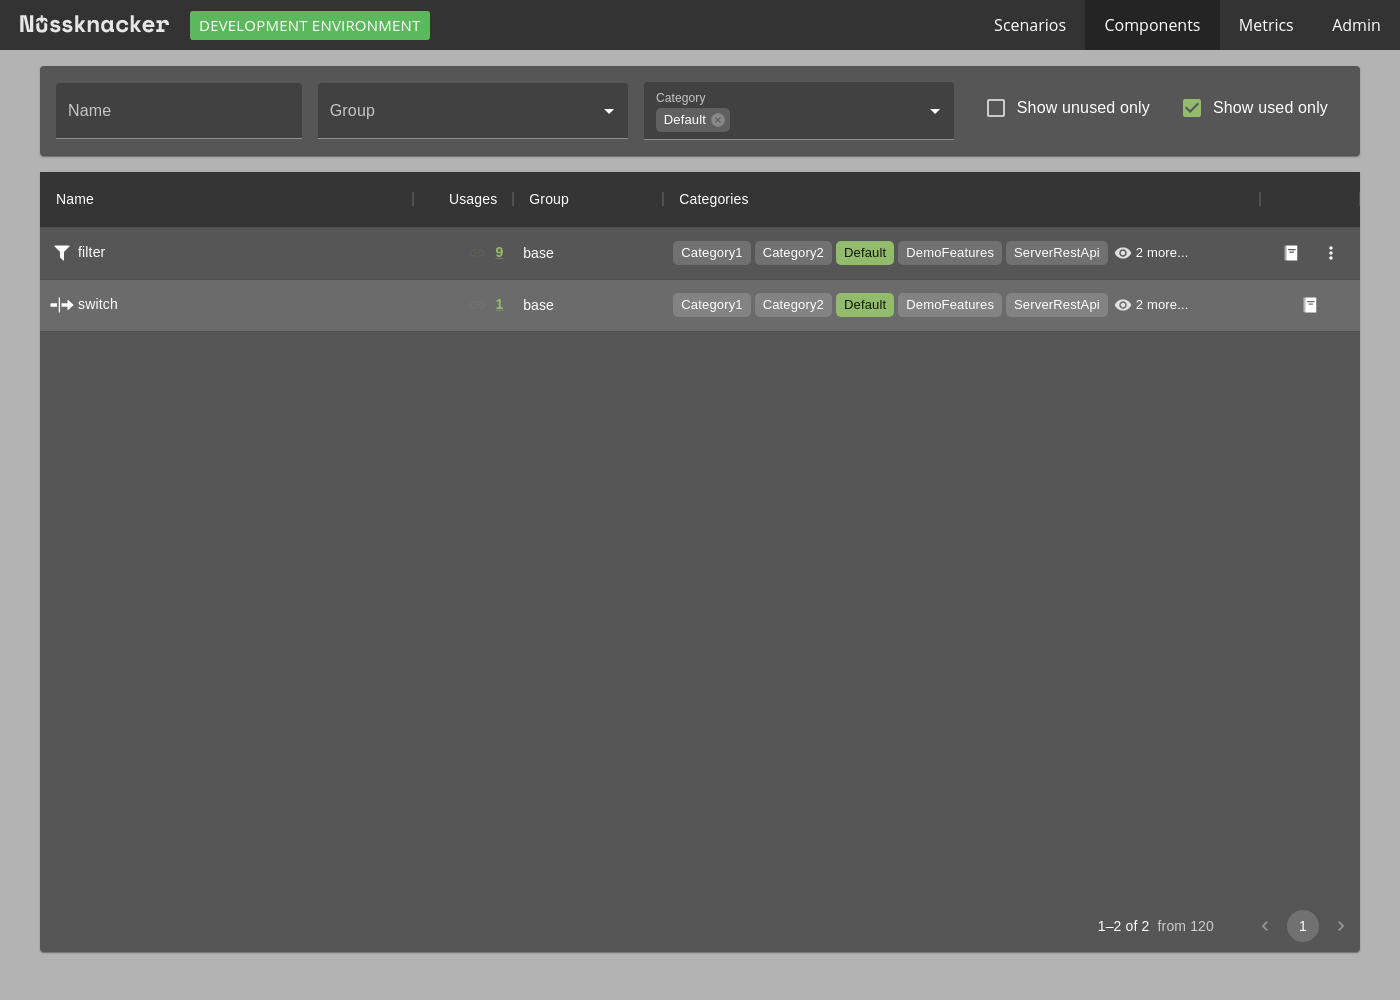 Nussknacker DEVELOPMENT ENVIRONMENT Scenarios Components Metrics Admin
Name Group Category Default Show unused only Show used only
Name Usages Group Categories
filter 9 base Category1 Category2 Default DemoFeatures ServerRestApi 2 more...
switch 1 base Category1 Category2 Default DemoFeatures ServerRestApi 2 more...
1–2 of 2 from 120 1